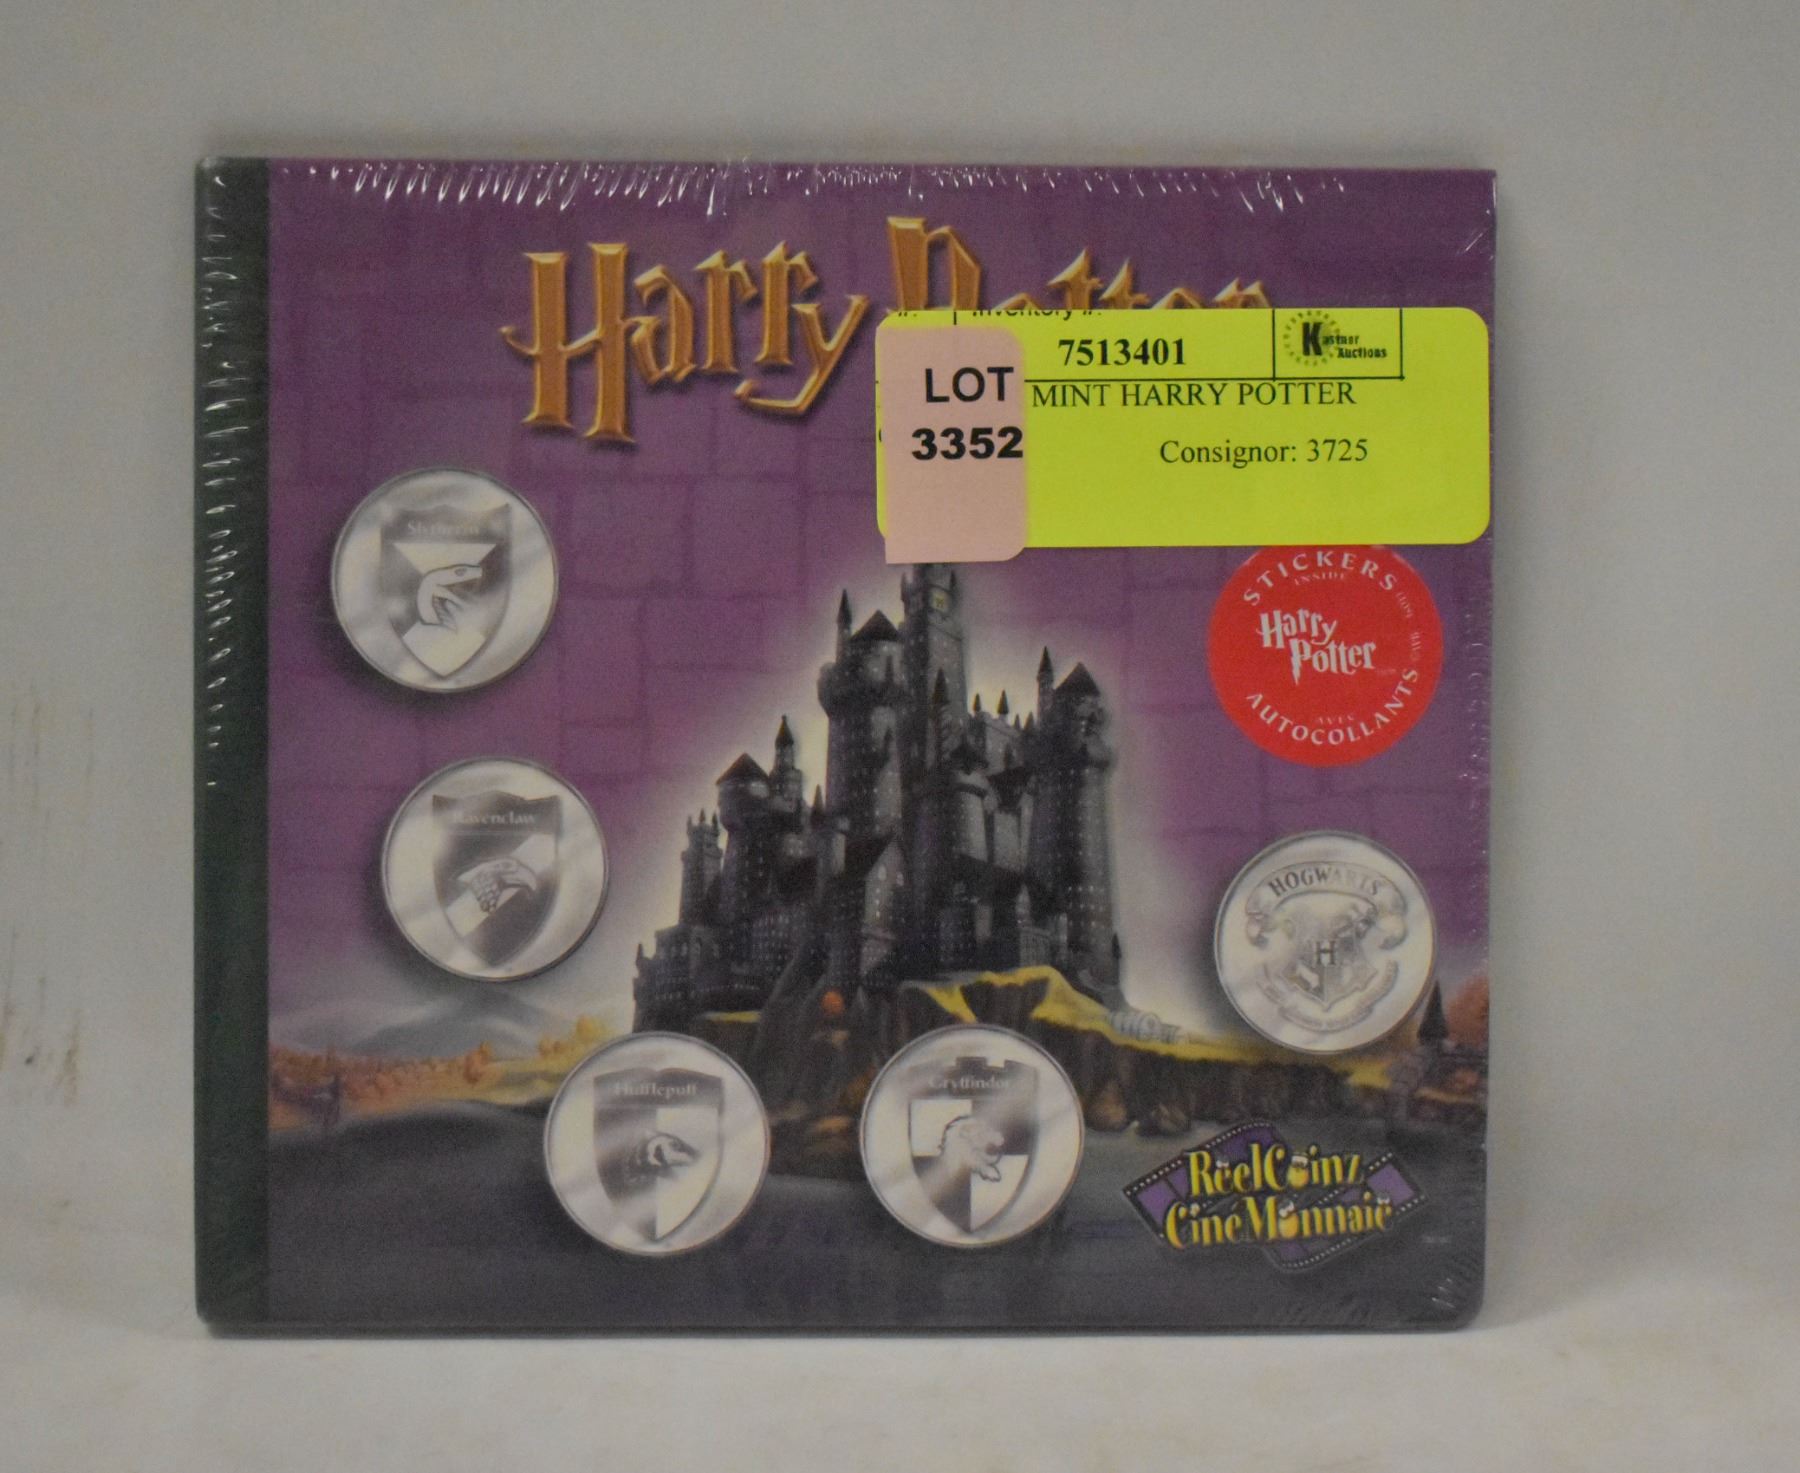 Harry Potter
Inventory #:
7513401
Kastner
Auctions
LOT
3352
MINT HARRY POTTER
Consignor: 3725
STICKERS
INSIDE
Harry
Potter
AVEC
AUTOCOLLANTS
Slytherin
Ravenclaw
HOGWARTS
H
Hufflepuff
Gryffindor
ReelCoinz
CinéMonnaie